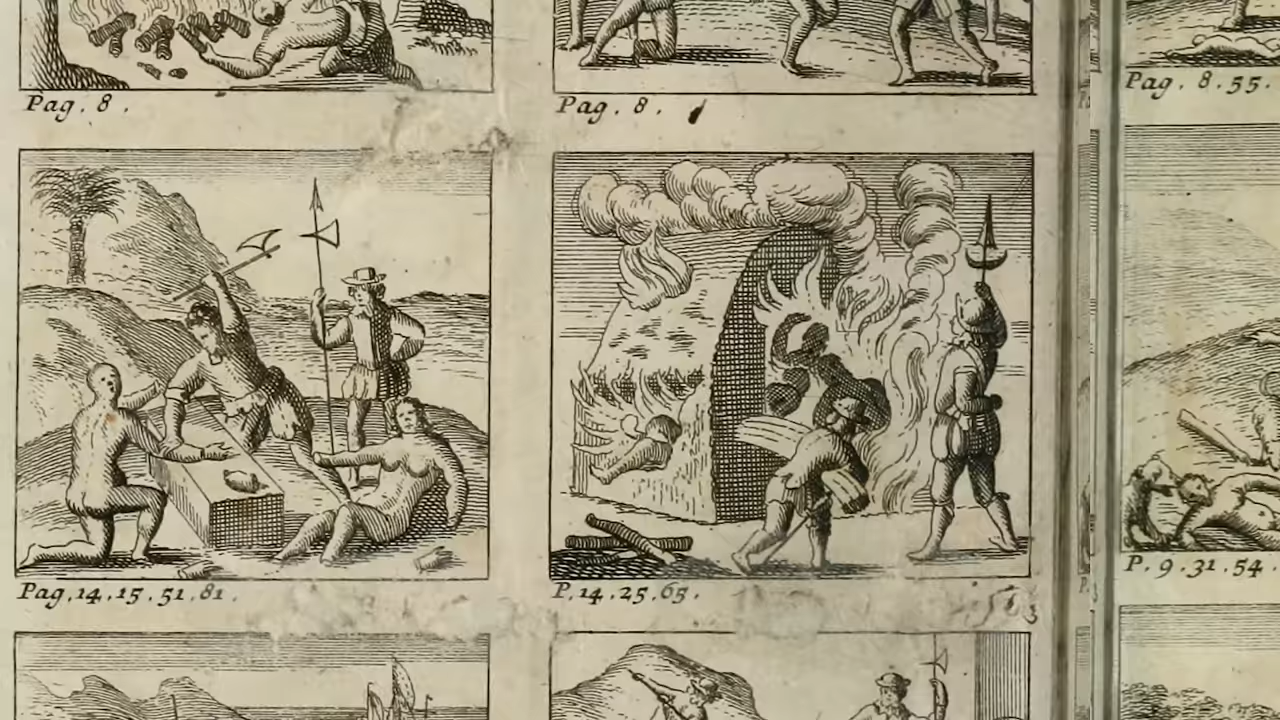 Pag. 8.
Pag. 8.
Pag. 8.55.
Pag.14.15.51.81.
P.14.25.65.
P. 9.31.54.